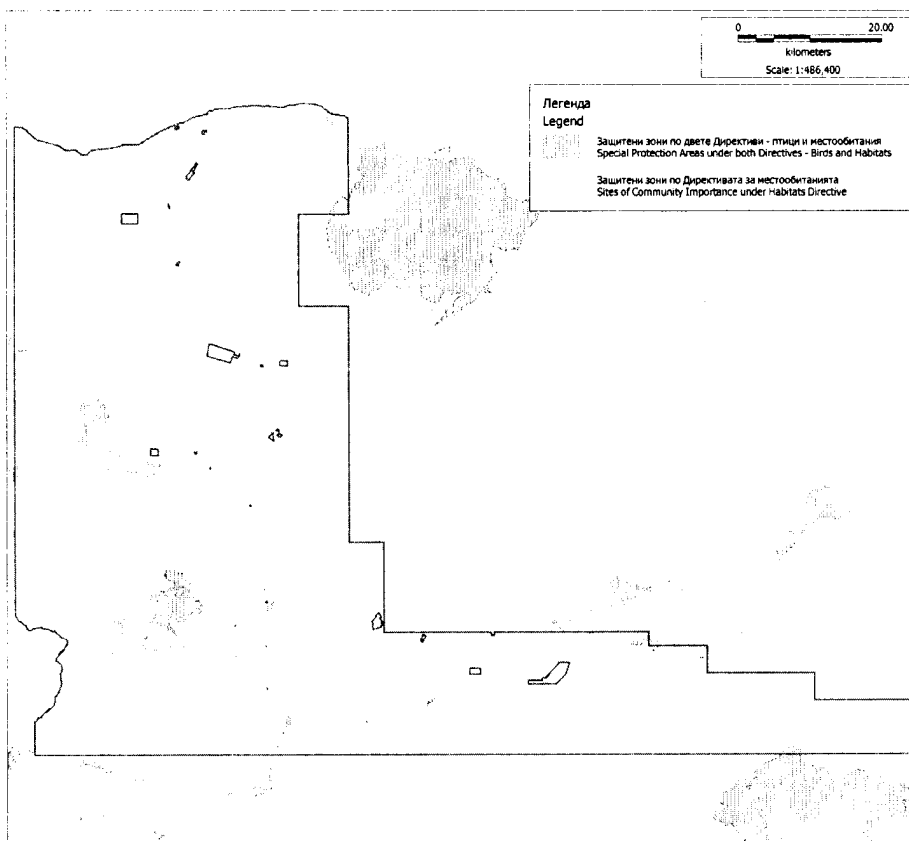 0 20.00
kilometers
Scale: 1:486,400
Легенда
Legend
Защитени зони по двете Директиви - птици и местообитания
Special Protection Areas under both Directives - Birds and Habitats
Защитени зони по Директивата за местообитанията
Sites of Community Importance under Habitats Directive